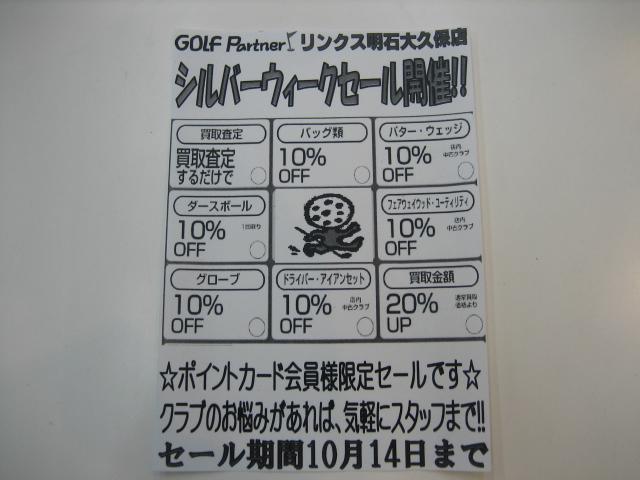 GOLF Partner リンクス明石大久保店
シルバーウィークセール開催!!
買取査定
買取査定
するだけで
バッグ類
10%
OFF
パター・ウェッジ
10%
OFF
店内
中古クラブ
ダースボール
10%
OFF
1回限り
フェアウェイウッド・ユーティリティ
10%
OFF
店内
中古クラブ
グローブ
10%
OFF
ドライバー・アイアンセット
10%
OFF
店内
中古クラブ
買取金額
20%
UP
通常買取
価格より
☆ポイントカード会員様限定セールです☆
クラブのお悩みがあれば、気軽にスタッフまで!!
セール期間10月14日まで